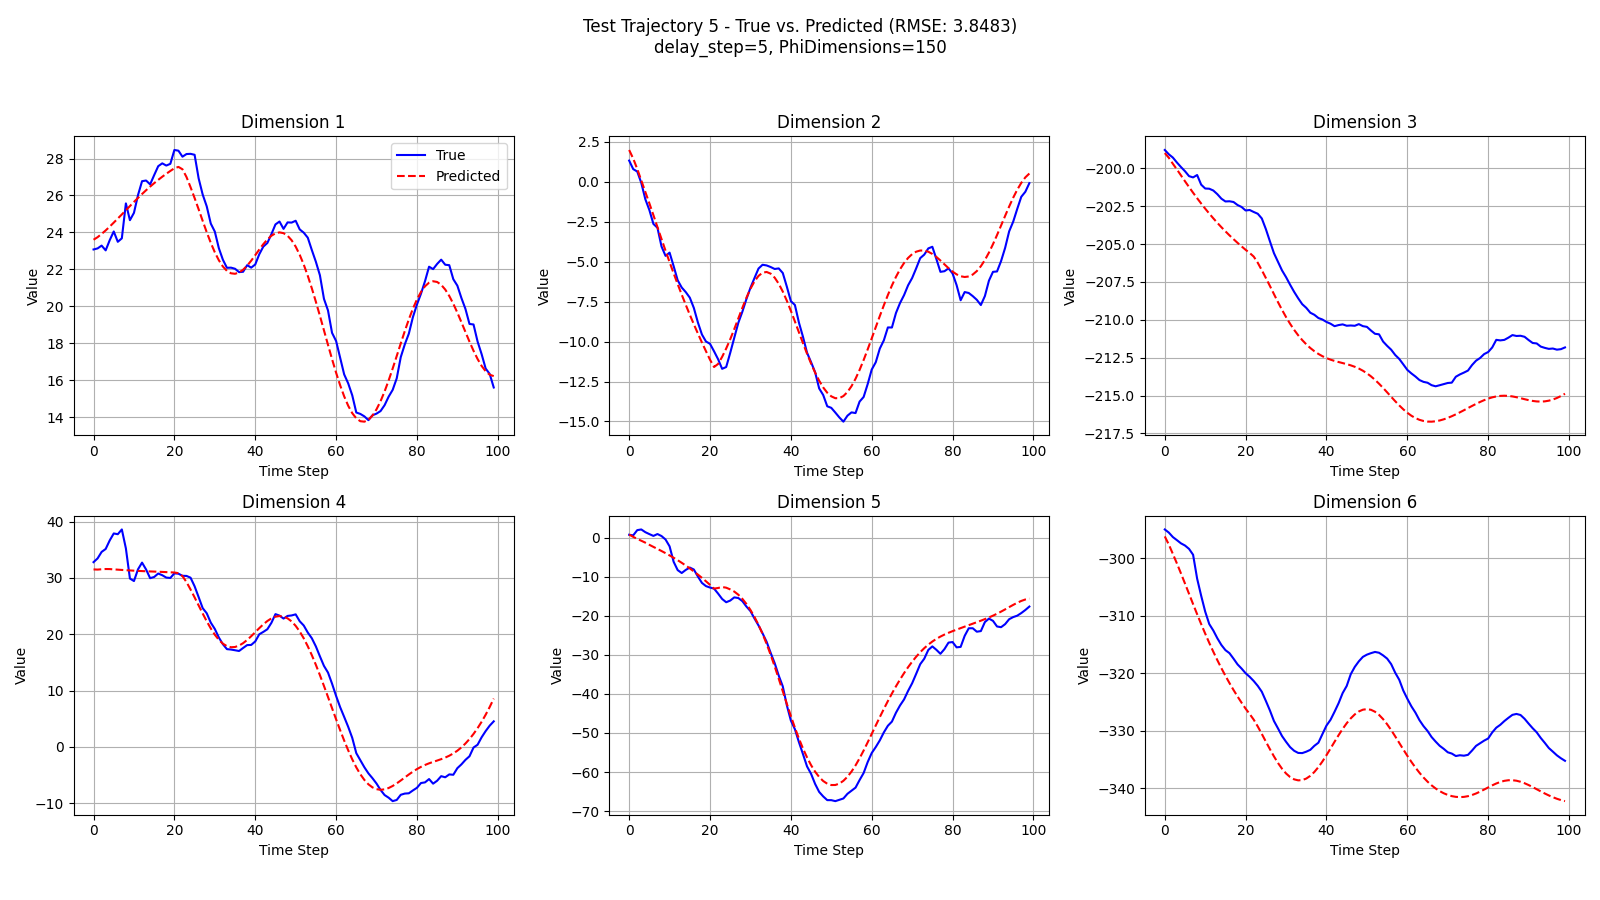 Test Trajectory 5 - True vs. Predicted (RMSE: 3.8483)
delay_step=5, PhiDimensions=150
Dimension 1
True
Predicted
Value
28
26
24
22
20
18
16
14
0 20 40 60 80 100
Time Step
Dimension 2
Value
2.5
0.0
−2.5
−5.0
−7.5
−10.0
−12.5
−15.0
0 20 40 60 80 100
Time Step
Dimension 3
Value
−200.0
−202.5
−205.0
−207.5
−210.0
−212.5
−215.0
−217.5
0 20 40 60 80 100
Time Step
Dimension 4
Value
40
30
20
10
0
−10
0 20 40 60 80 100
Time Step
Dimension 5
Value
0
−10
−20
−30
−40
−50
−60
−70
0 20 40 60 80 100
Time Step
Dimension 6
Value
−300
−310
−320
−330
−340
0 20 40 60 80 100
Time Step